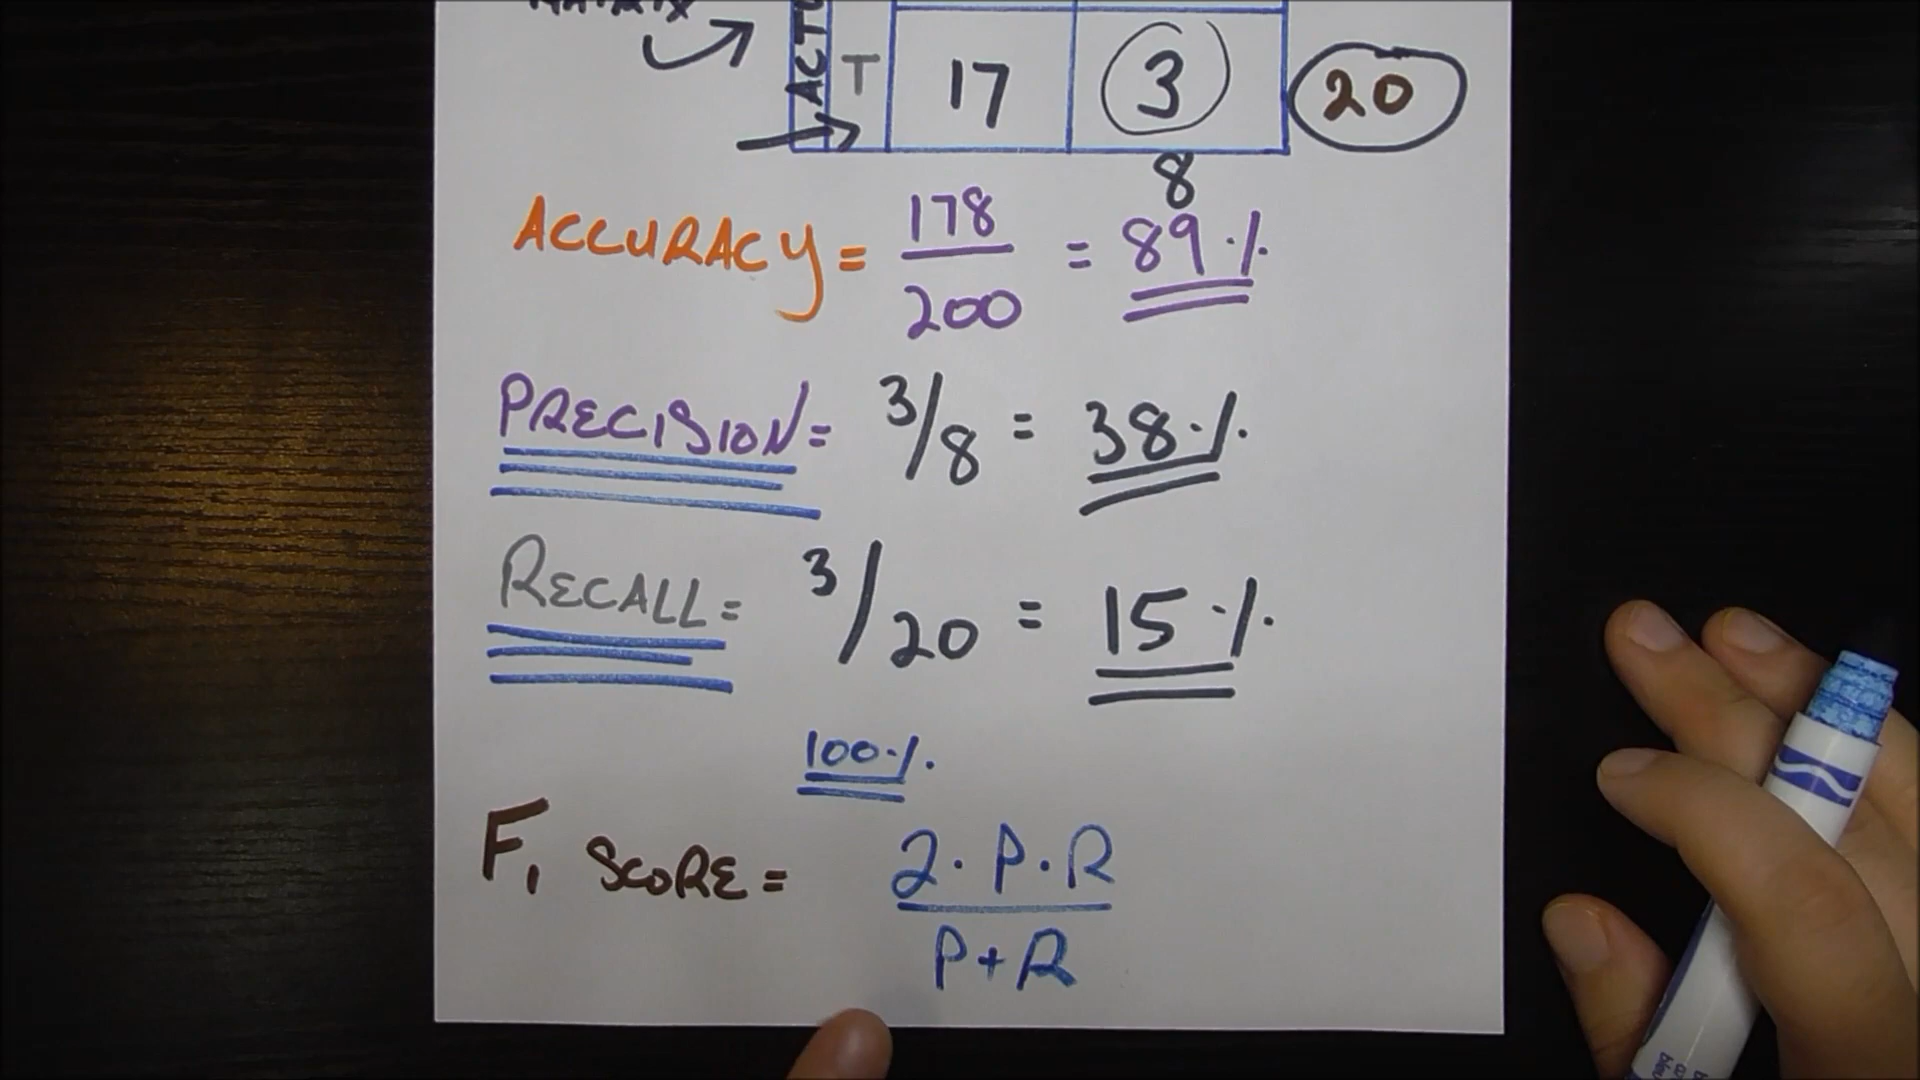 ACTU
T 17 3 20
8
ACCURACY = 178/200 = 89%
PRECISION = 3/8 = 38%
RECALL = 3/20 = 15%
100%
F1 SCORE = 2·P·R
P+R